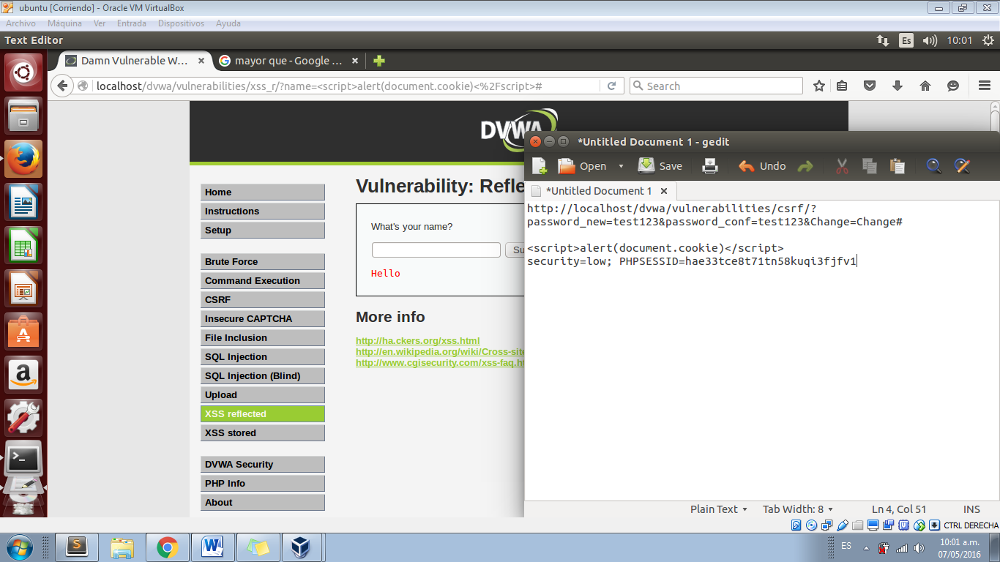 ubuntu [Corriendo] - Oracle VM VirtualBox
Archivo Máquina Ver Entrada Dispositivos Ayuda
Text Editor
Es
10:01
Damn Vulnerable W...
mayor que - Google ...
localhost/dvwa/vulnerabilities/xss_r/?name=<script>alert(document.cookie)<%2Fscript>#
Search
DVWA
Home
Instructions
Setup
Brute Force
Command Execution
CSRF
Insecure CAPTCHA
File Inclusion
SQL Injection
SQL Injection (Blind)
Upload
XSS reflected
XSS stored
DVWA Security
PHP Info
About
Vulnerability: Refle
What's your name?
Su
Hello
More info
http://ha.ckers.org/xss.html
http://en.wikipedia.org/wiki/Cross-site
http://www.cgisecurity.com/xss-faq.ht
*Untitled Document 1 - gedit
Open Save Undo
*Untitled Document 1
http://localhost/dvwa/vulnerabilities/csrf/?
password_new=test123&password_conf=test123&Change=Change#
<script>alert(document.cookie)</script>
security=low; PHPSESSID=hae33tce8t71tn58kuqi3fjfv1
Plain Text Tab Width: 8 Ln 4, Col 51 INS
CTRL DERECHA
ES
10:01 a.m.
07/05/2016